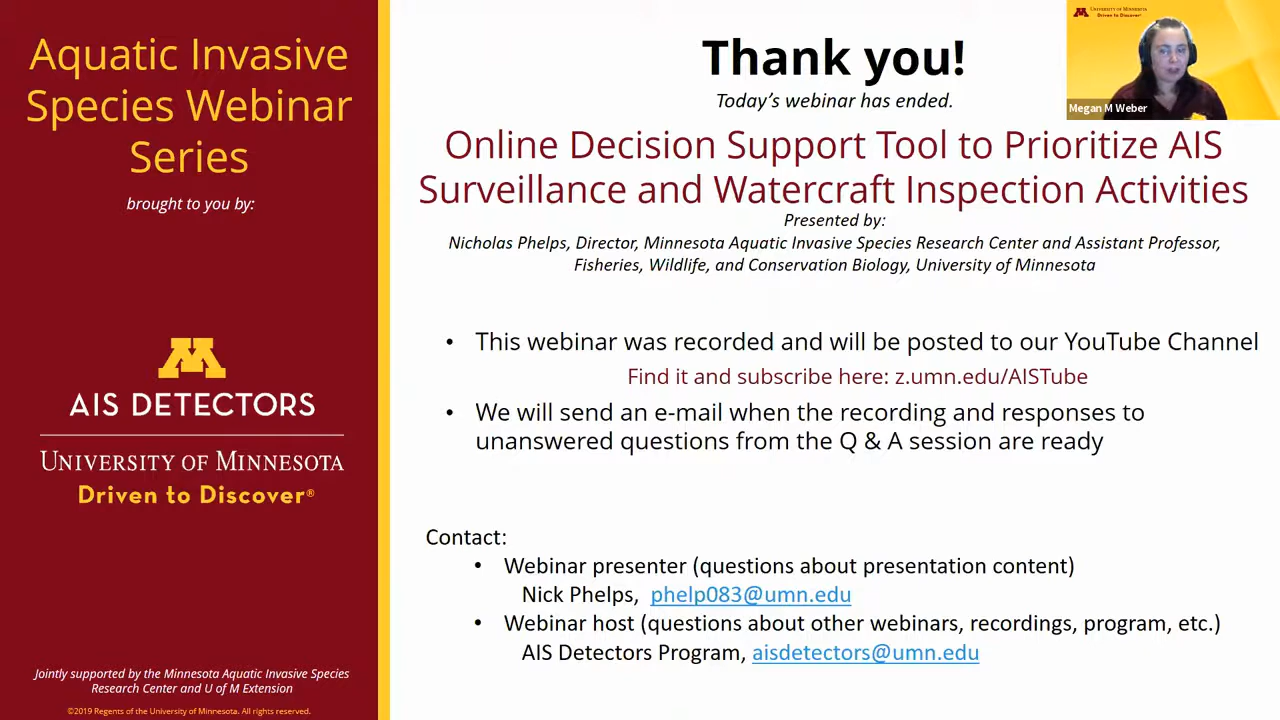 Aquatic Invasive
Species Webinar
Series
brought to you by:
AIS DETECTORS
UNIVERSITY OF MINNESOTA
Driven to Discover®
Jointly supported by the Minnesota Aquatic Invasive Species
Research Center and U of M Extension
©2019 Regents of the University of Minnesota. All rights reserved.
Thank you!
Today's webinar has ended.
Online Decision Support Tool to Prioritize AIS
Surveillance and Watercraft Inspection Activities
Presented by:
Nicholas Phelps, Director, Minnesota Aquatic Invasive Species Research Center and Assistant Professor,
Fisheries, Wildlife, and Conservation Biology, University of Minnesota
• This webinar was recorded and will be posted to our YouTube Channel
Find it and subscribe here: z.umn.edu/AISTube
• We will send an e-mail when the recording and responses to
unanswered questions from the Q & A session are ready
Contact:
• Webinar presenter (questions about presentation content)
Nick Phelps, phelp083@umn.edu
• Webinar host (questions about other webinars, recordings, program, etc.)
AIS Detectors Program, aisdetectors@umn.edu
UNIVERSITY OF MINNESOTA
Driven to Discover®
Megan M Weber